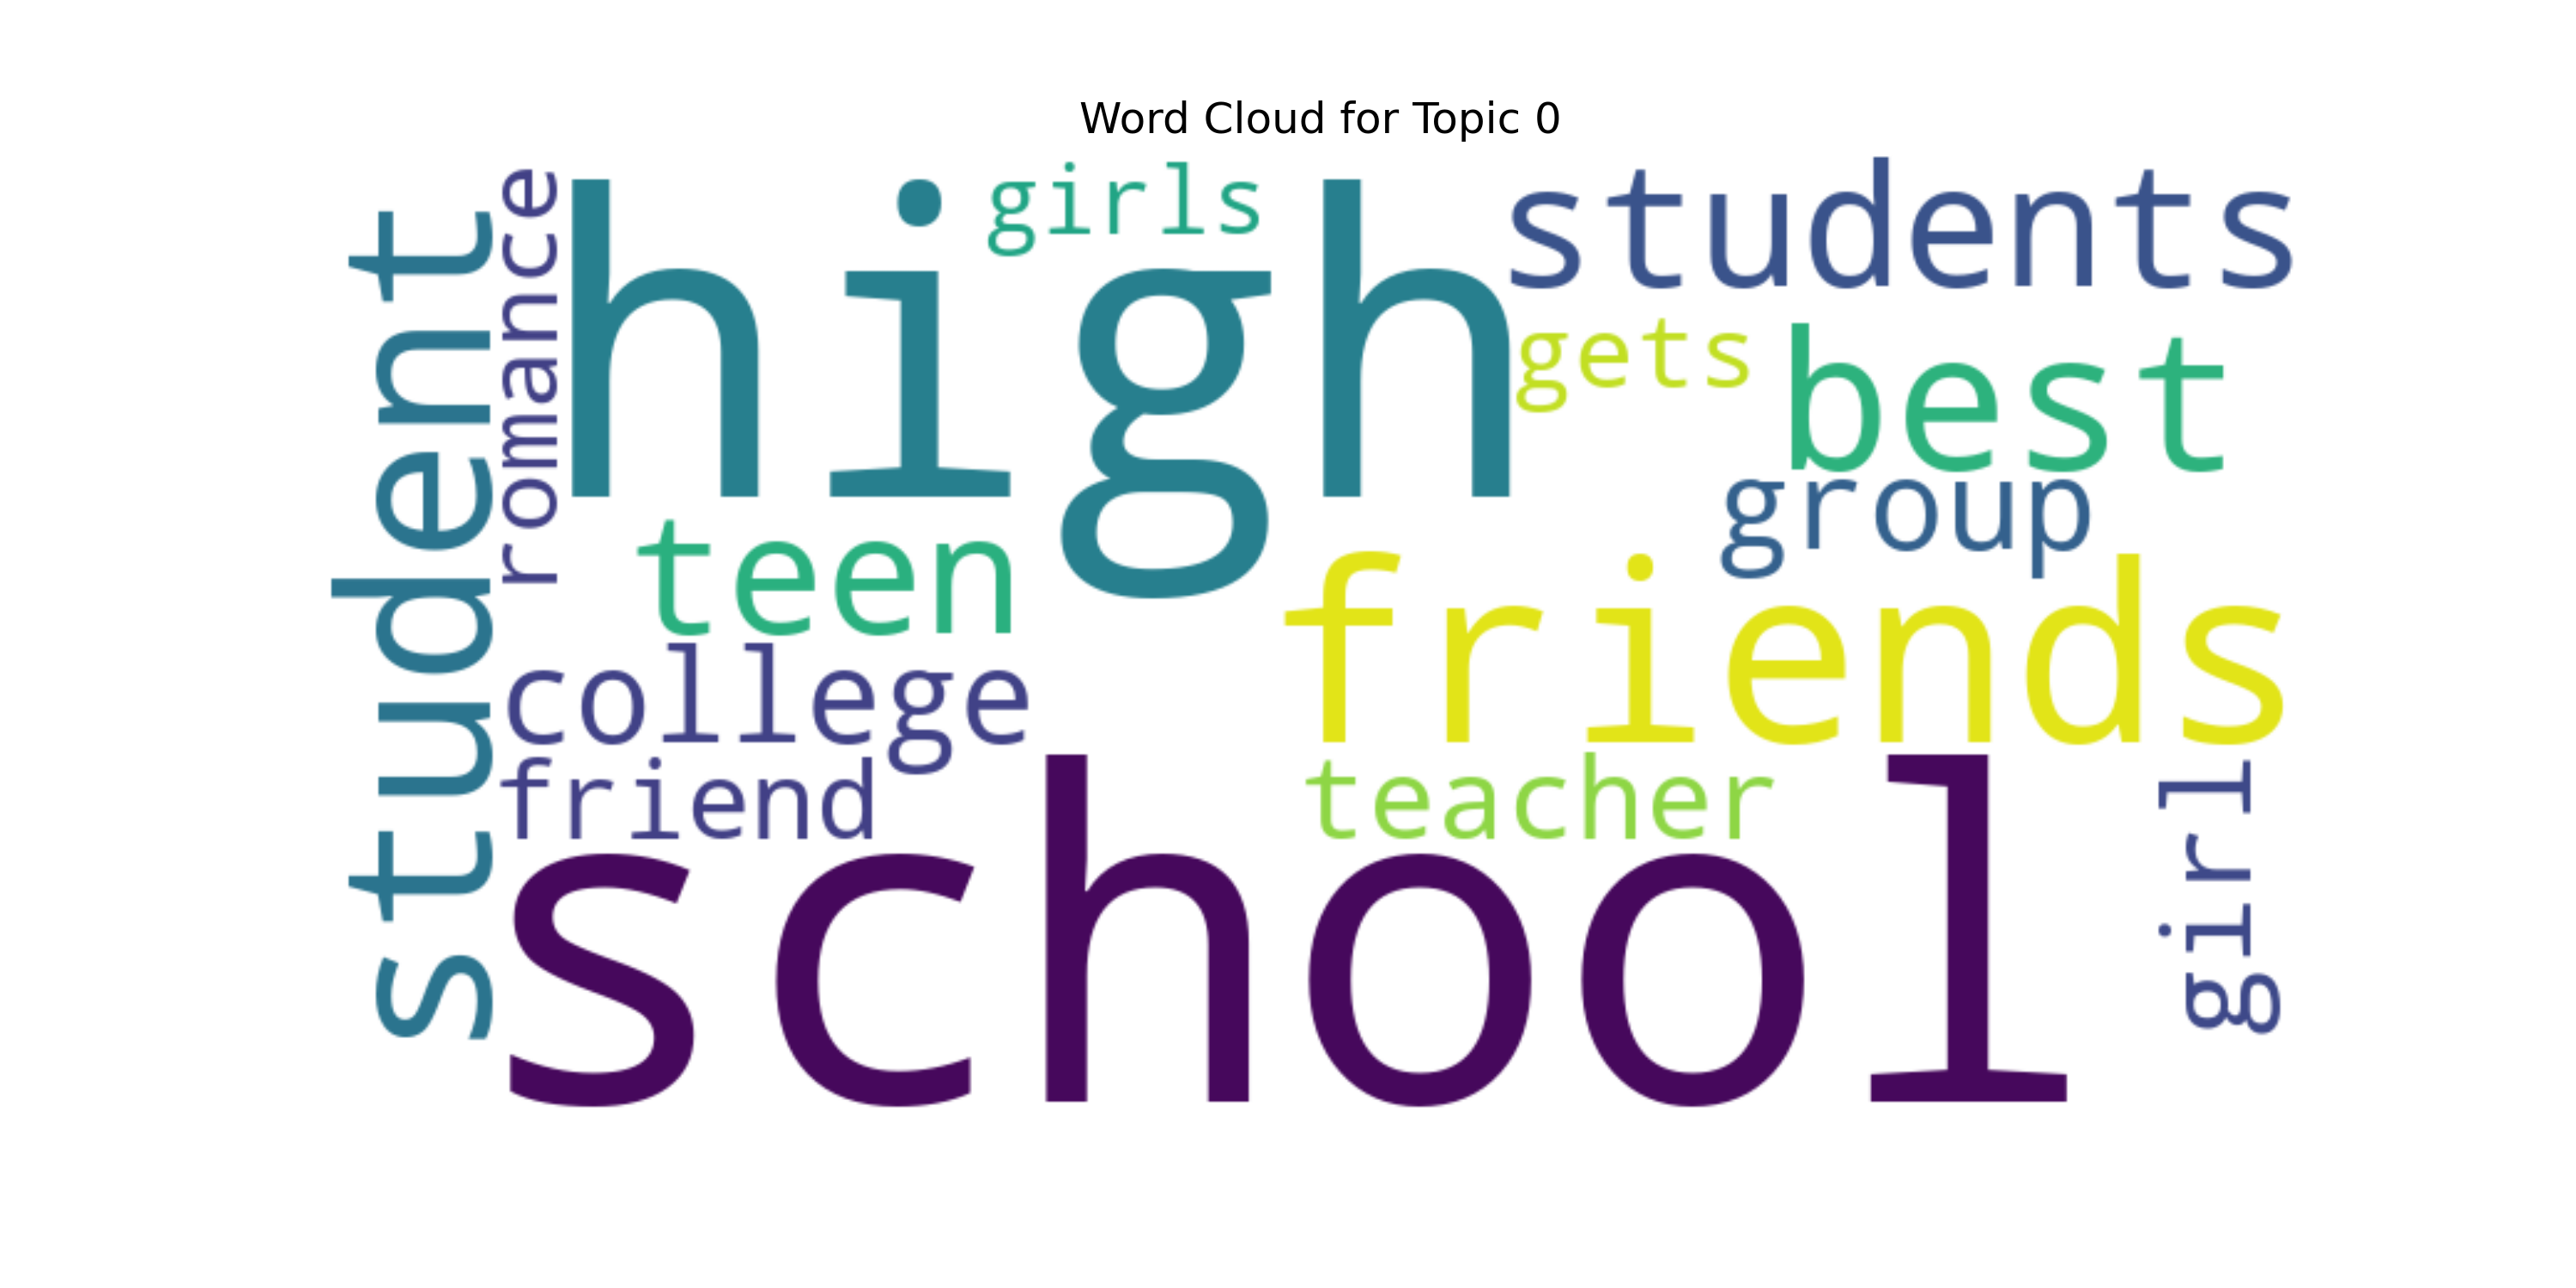 Word Cloud for Topic 0
student
romance
high
girls
students
gets
best
group
teen
friends
college
friend
teacher
school
girl